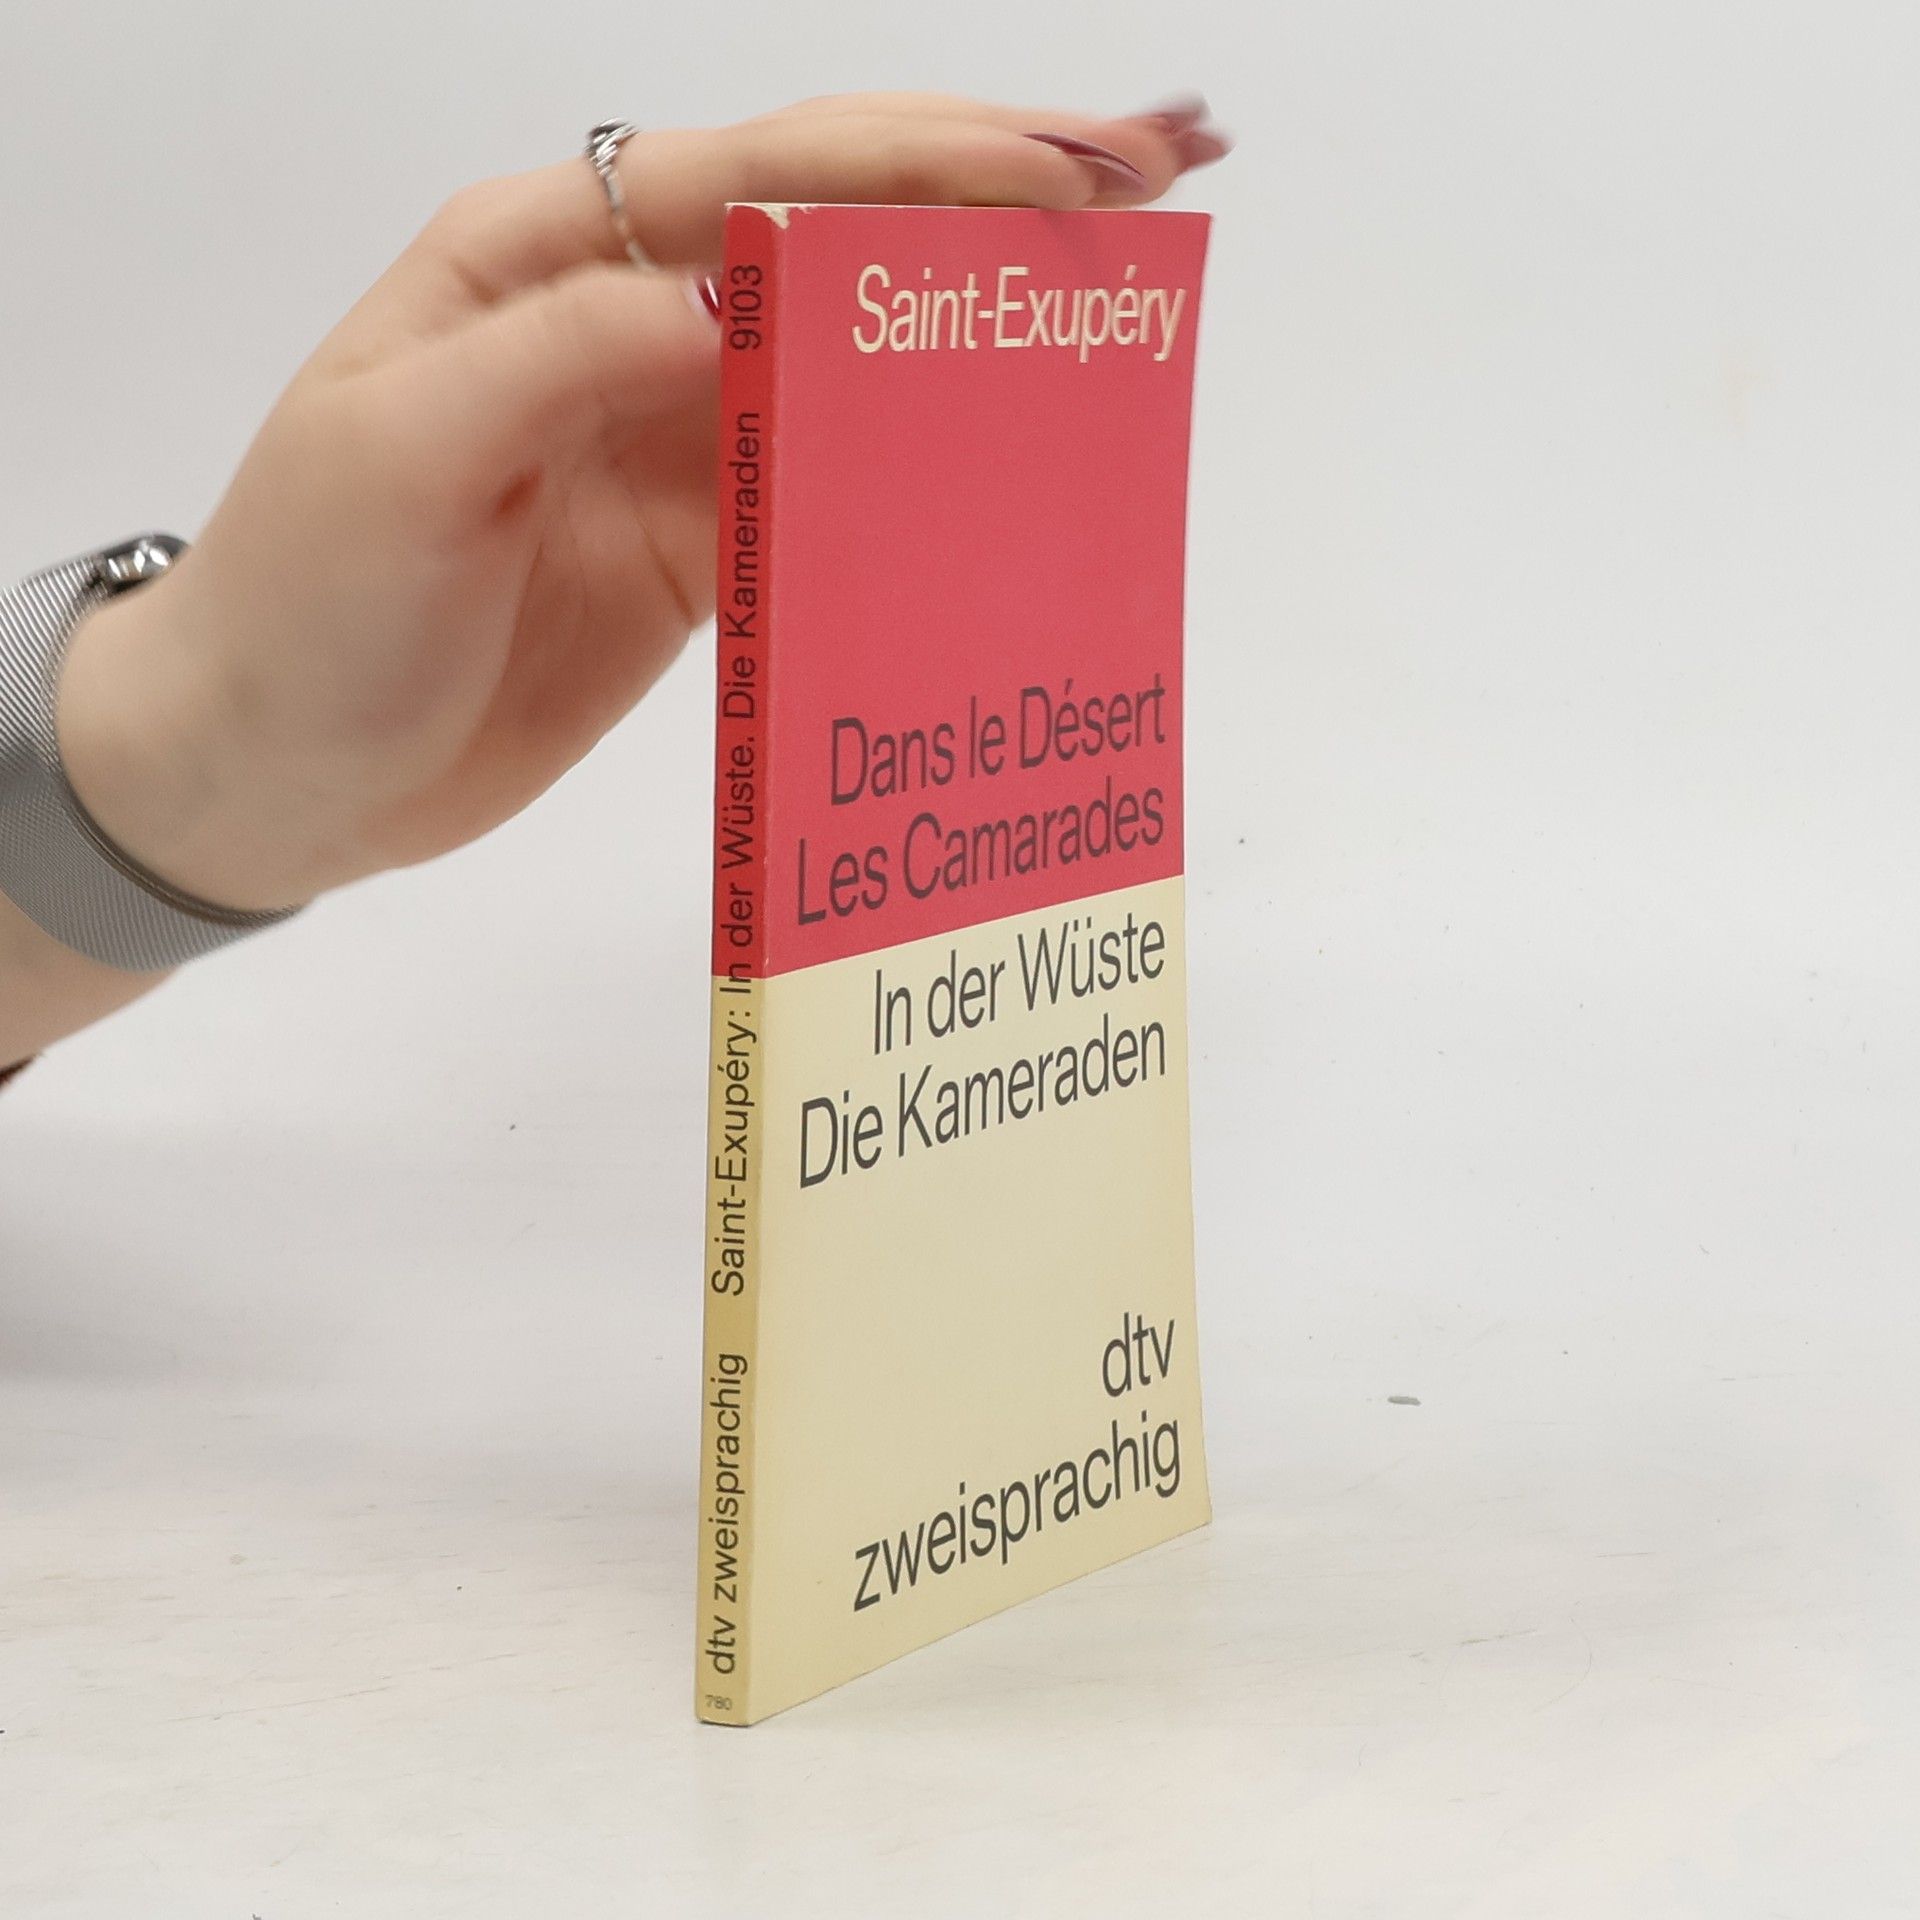 Saint-Exupéry
Dans le Désert
Les Camarades
In der Wüste
Die Kameraden
dtv
zweisprachig
780 dtv zweisprachig Saint-Exupéry: In der Wüste. Die Kameraden 9103